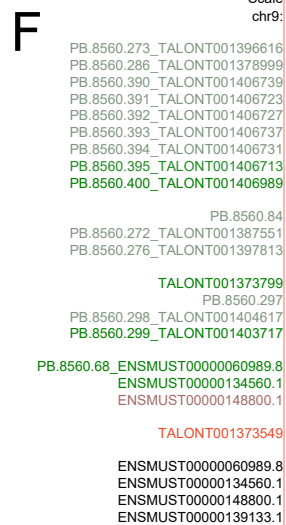 Scale
chr9:
F
PB.8560.273_TALONT001396616
PB.8560.286_TALONT001378999
PB.8560.390_TALONT001406739
PB.8560.391_TALONT001406723
PB.8560.392_TALONT001406727
PB.8560.393_TALONT001406737
PB.8560.394_TALONT001406731
PB.8560.395_TALONT001406713
PB.8560.400_TALONT001406989
PB.8560.84
PB.8560.272_TALONT001387551
PB.8560.276_TALONT001397813
TALONT001373799
PB.8560.297
PB.8560.298_TALONT001404617
PB.8560.299_TALONT001403717
PB.8560.68_ENSMUST00000060989.8
ENSMUST00000134560.1
ENSMUST00000148800.1
TALONT001373549
ENSMUST00000060989.8
ENSMUST00000134560.1
ENSMUST00000148800.1
ENSMUST00000139133.1